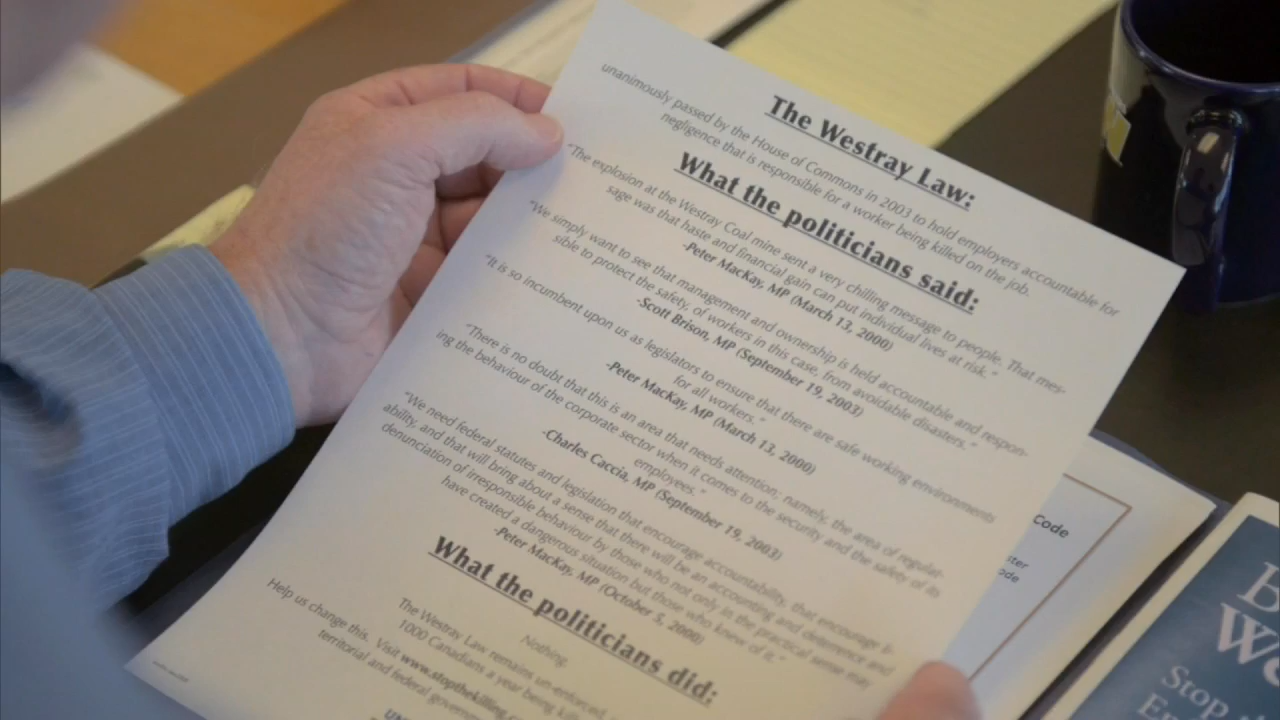 The Westray Law:
unanimously passed by the House of Commons in 2003 to hold employers accountable for
negligence that is responsible for a worker being killed on the job.
What the politicians said:
"The explosion at the Westray Coal mine sent a very chilling message to people. That mes-
sage was that haste and financial gain can put individual lives at risk."
-Peter MacKay, MP (March 13, 2000)
"We simply want to see that management and ownership is held accountable and respon-
sible to protect the safety, of workers in this case, from avoidable disasters."
-Scott Brison, MP (September 19, 2003)
"It is so incumbent upon us as legislators to ensure that there are safe working environments
for all workers."
-Peter MacKay, MP (March 13, 2000)
"There is no doubt that this is an area that needs attention; namely, the area of regulat-
ing the behaviour of the corporate sector when it comes to the security and the safety of its
employees."
-Charles Caccia, MP (September 19, 2003)
"We need federal statutes and legislation that encourage accountability, that encourage
ability, and that will bring about a sense that there will be an accounting and deterrence and
denunciation of irresponsible behaviour by those who not only in the practical sense may
have created a dangerous situation but those who knew of it."
-Peter MacKay, MP (October 5, 2000)
What the politicians did:
Nothing
The Westray Law remains un-enforced,
1000 Canadians a year being
Help us change this. Visit www.stopthekilling
territorial and federal
Code
ster
ode
B
We
Stop
En